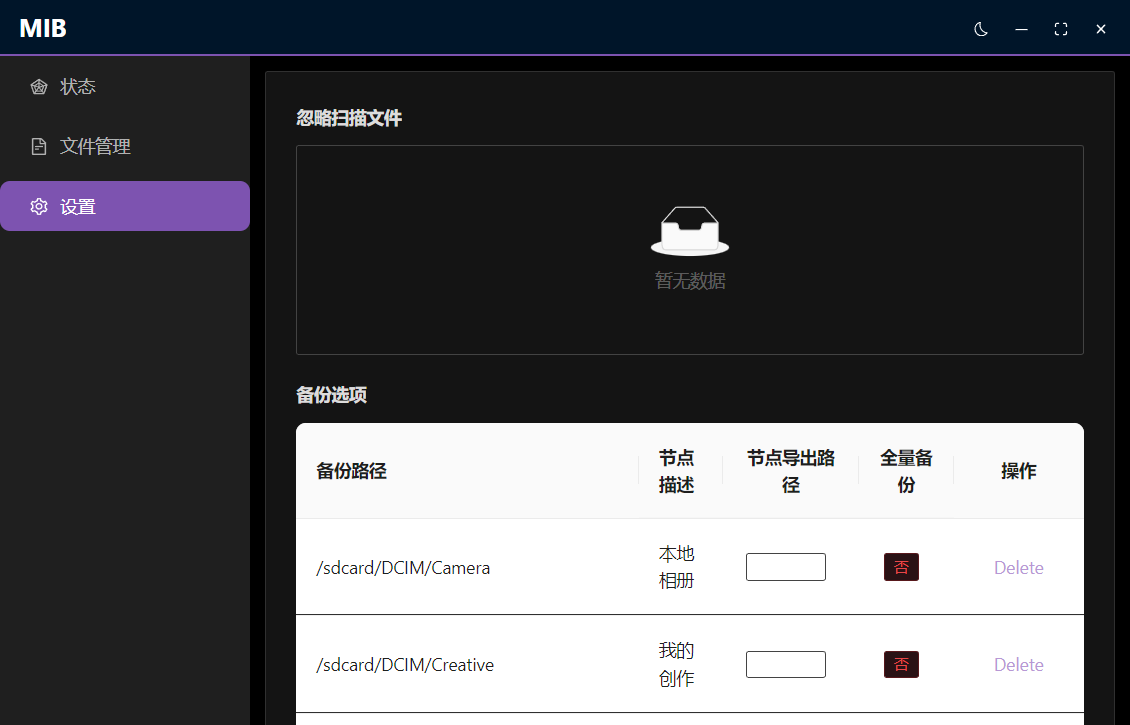 MIB
状态
文件管理
设置
忽略扫描文件
暂无数据
备份选项
备份路径
节点
描述
节点导出路
径
全量备
份
操作
/sdcard/DCIM/Camera
本地
相册
否
Delete
/sdcard/DCIM/Creative
我的
创作
否
Delete